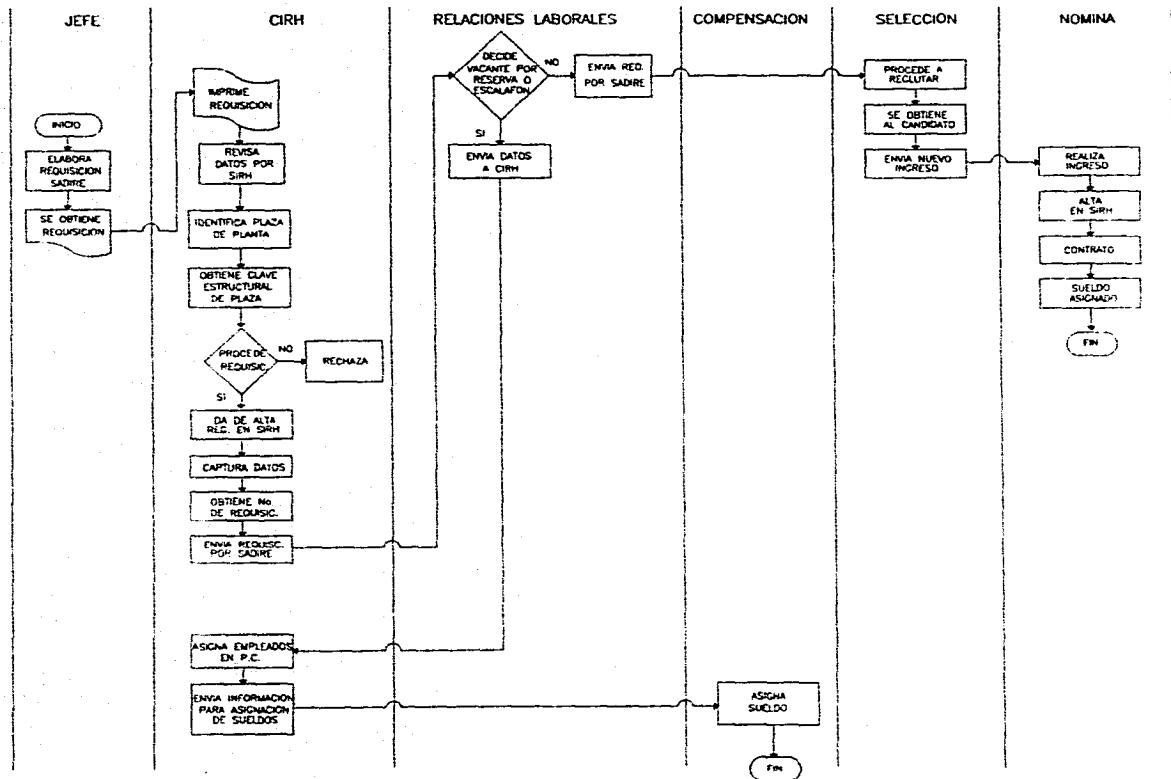 JEFE
CIRH
RELACIONES LABORALES
COMPENSACION
SELECCION
NOMINA
INICIO
ELABORA
REQUISICION
SADIRE
SE OBTIENE
REQUISICION
IMPRIME
REQUISICION
REVISA
DATOS POR
SIRH
IDENTIFICA PLAZA
DE PLANTA
OBTIENE CLAVE
ESTRUCTURAL
DE PLAZA
PROCEDE
REQUISIC.
NO
RECHAZA
SI
DA DE ALTA
REC. EN SIRH
CAPTURA DATOS
OBTIENE No.
DE REQUISIC.
ENVIA REQUISC.
POR SADIRE
ASIGNA EMPLEADOS
EN P.C.
ENVIA INFORMACION
PARA ASIGNACION
DE SUELDOS
DECIDE
VACANTE POR
RESERVA O
ESCALAFON
NO
ENVIA REQ.
POR SADIRE
SI
ENVIA DATOS
A CIRH
ASIGNA
SUELDO
FIN
PROCEDE A
RECLUTAR
SE OBTIENE
AL CANDIDATO
ENVIA NUEVO
INGRESO
REALIZA
INGRESO
ALTA
EN SIRH
CONTRATO
SUELDO
ASIGNADO
FIN